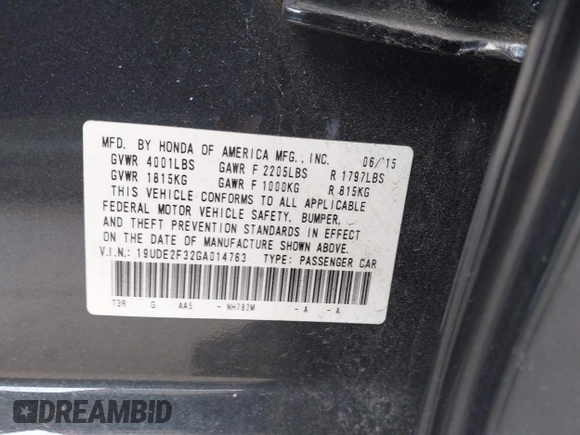 MFD. BY HONDA OF AMERICA MFG., INC. 06/'15
GVWR 4001LBS GAWR F 2205LBS R 1797LBS
GVWR 1815KG GAWR F 1000KG R 815KG
THIS VEHICLE CONFORMS TO ALL APPLICABLE
FEDERAL MOTOR VEHICLE SAFETY, BUMPER,
AND THEFT PREVENTION STANDARDS IN EFFECT
ON THE DATE OF MANUFACTURE SHOWN ABOVE.
V.I.N.: 19UDE2F32GA014763 TYPE: PASSENGER CAR
T3R G AA5 - NH782M - A - A
DREAMBID